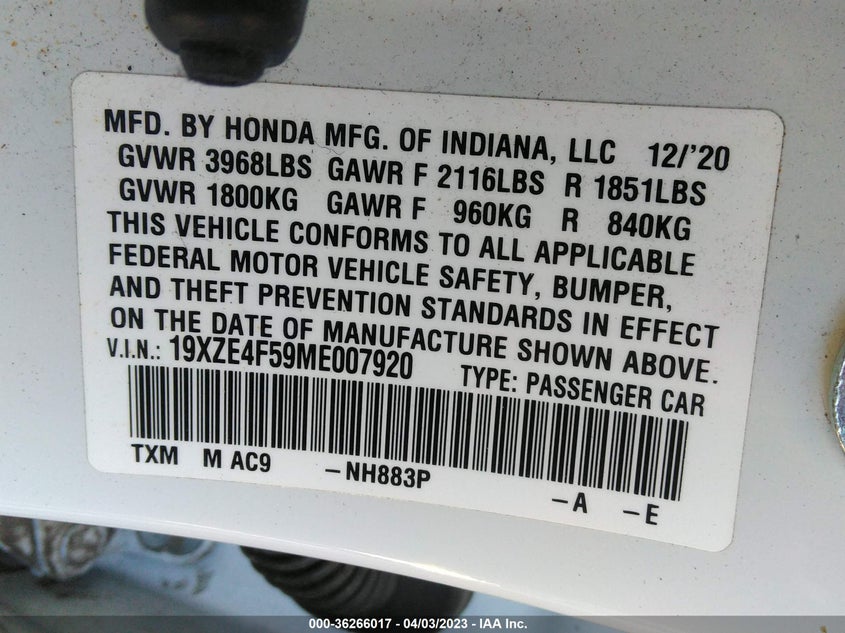 MFD. BY HONDA MFG. OF INDIANA, LLC 12/'20
GVWR 3968LBS GAWR F 2116LBS R 1851LBS
GVWR 1800KG GAWR F 960KG R 840KG
THIS VEHICLE CONFORMS TO ALL APPLICABLE
FEDERAL MOTOR VEHICLE SAFETY, BUMPER,
AND THEFT PREVENTION STANDARDS IN EFFECT
ON THE DATE OF MANUFACTURE SHOWN ABOVE.
V.I.N.: 19XZE4F59ME007920 TYPE: PASSENGER CAR
TXM M AC9 –NH883P –A –E
000-36266017 - 04/03/2023 - IAA Inc.